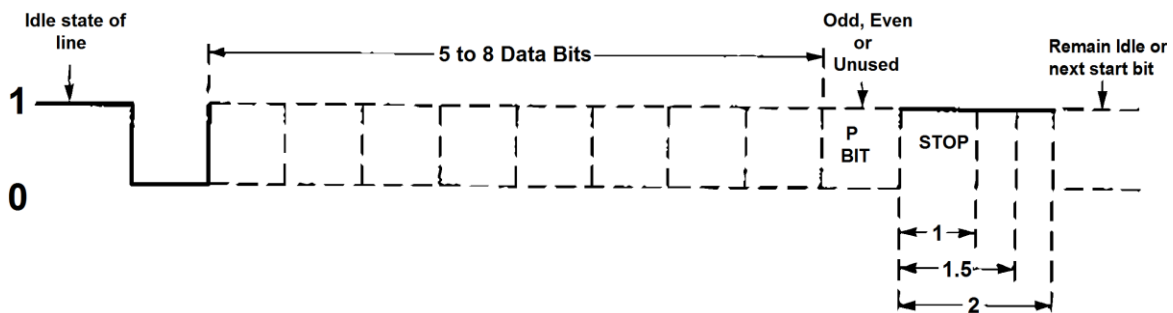 Idle state of
line
5 to 8 Data Bits
Odd, Even
or
Unused
Remain Idle or
next start bit
1
0
P
BIT
STOP
1
1.5
2